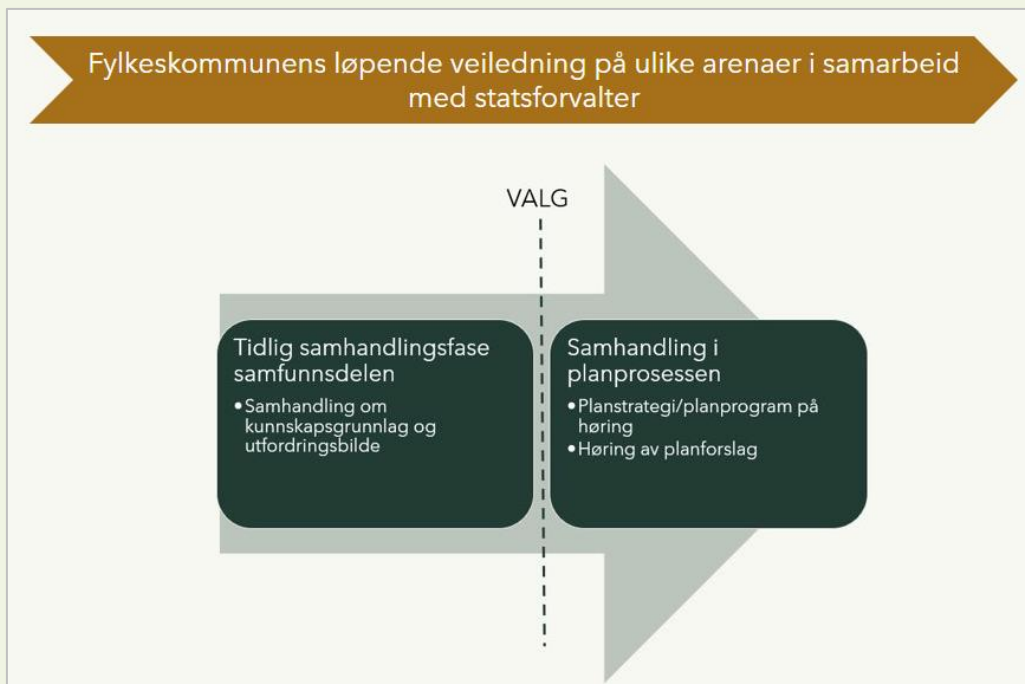 Fylkeskommunens løpende veiledning på ulike arenaer i samarbeid
med statsforvalter
VALG
Tidlig samhandlingsfase
samfunnsdelen
•Samhandling om
kunnskapsgrunnlag og
utfordringsbilde
Samhandling i
planprosessen
•Planstrategi/planprogram på
høring
•Høring av planforslag